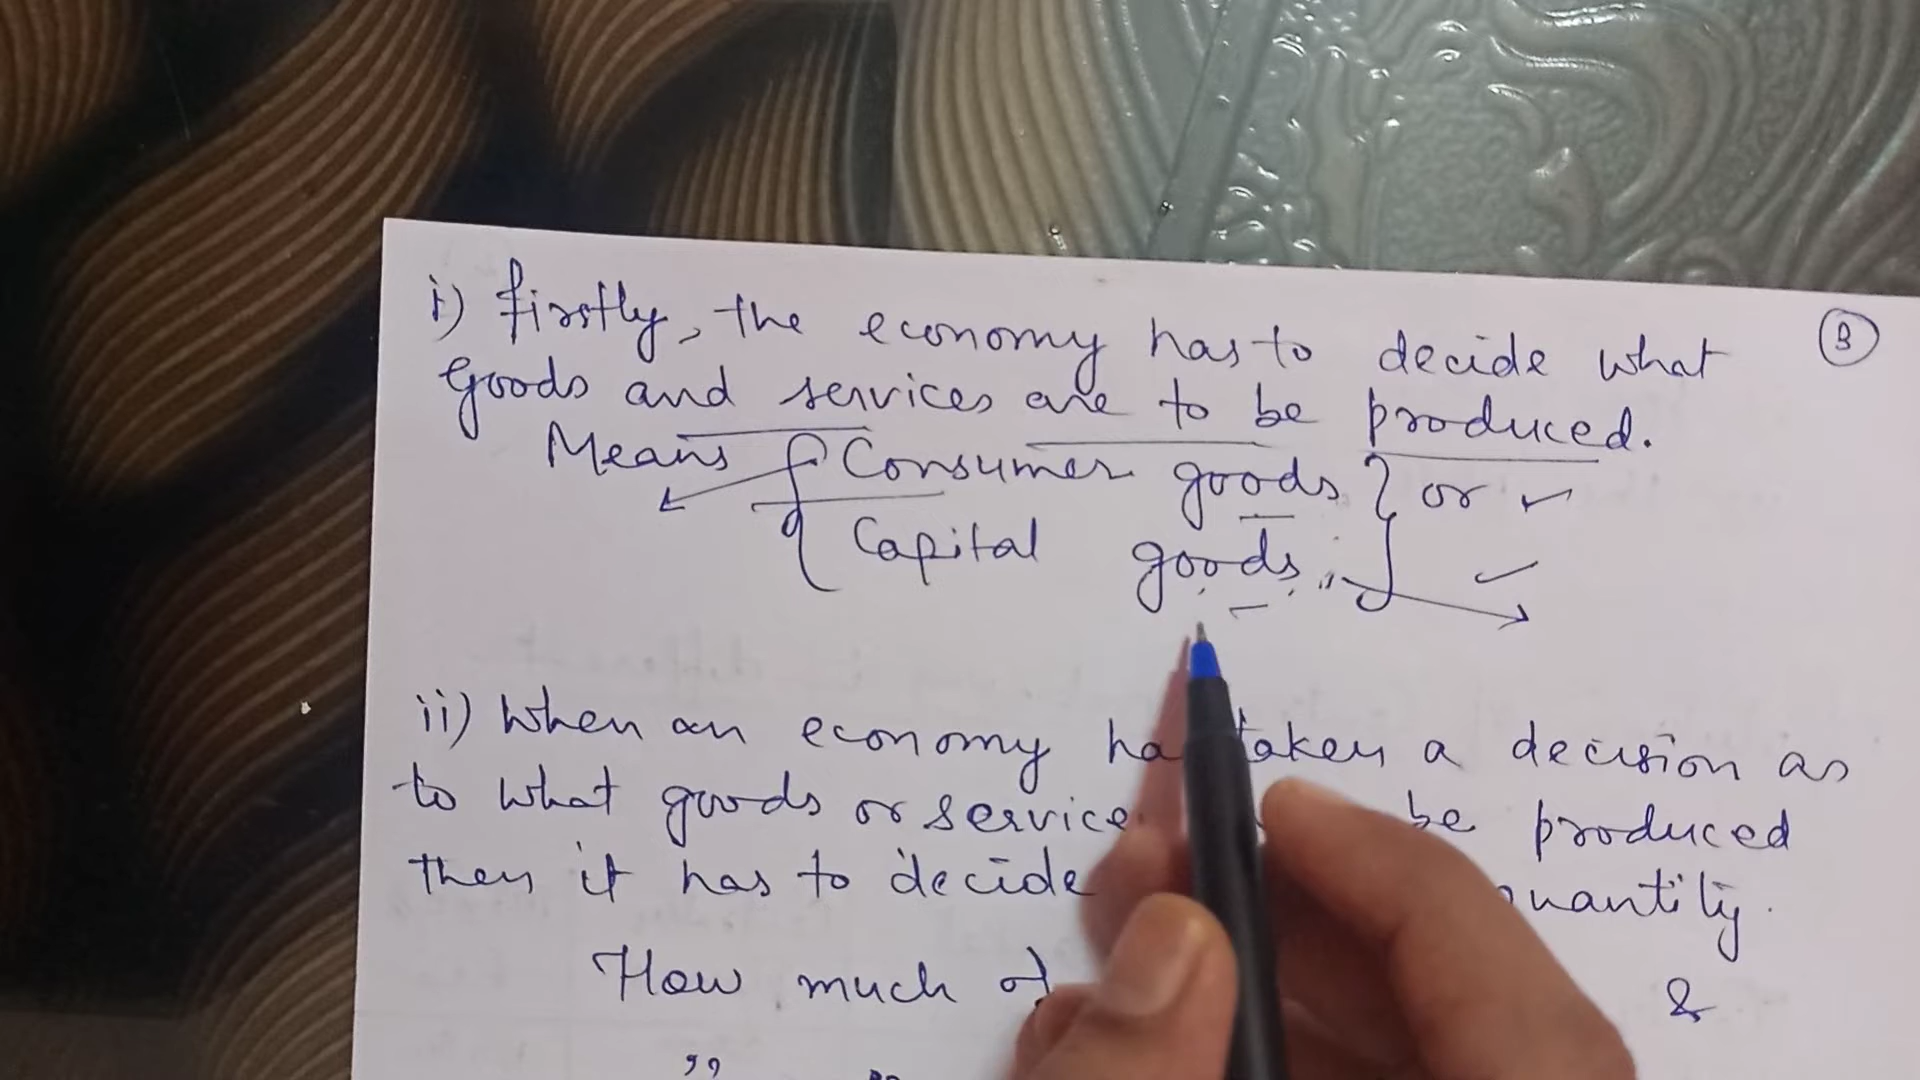 3
i) firstly, the economy has to decide what
goods and services are to be produced.
Means { Consumer goods } or
Capital goods
ii) When an economy ha taken a decision as
to what goods or service be produced
then it has to decide quantity.
How much of &
"